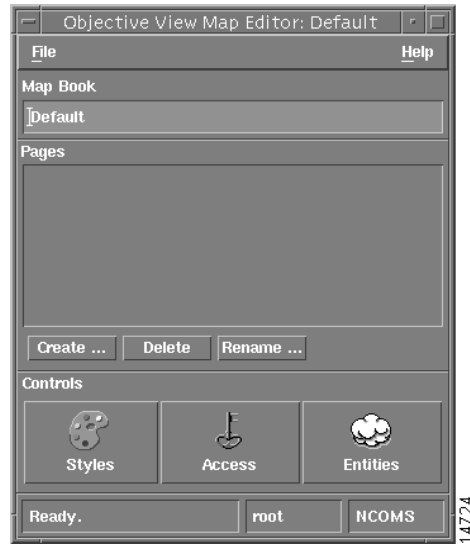 Objective View Map Editor: Default
File Help
Map Book
Default
Pages
Create ... Delete Rename ...
Controls
Styles Access Entities
Ready. root NCOMS
14724